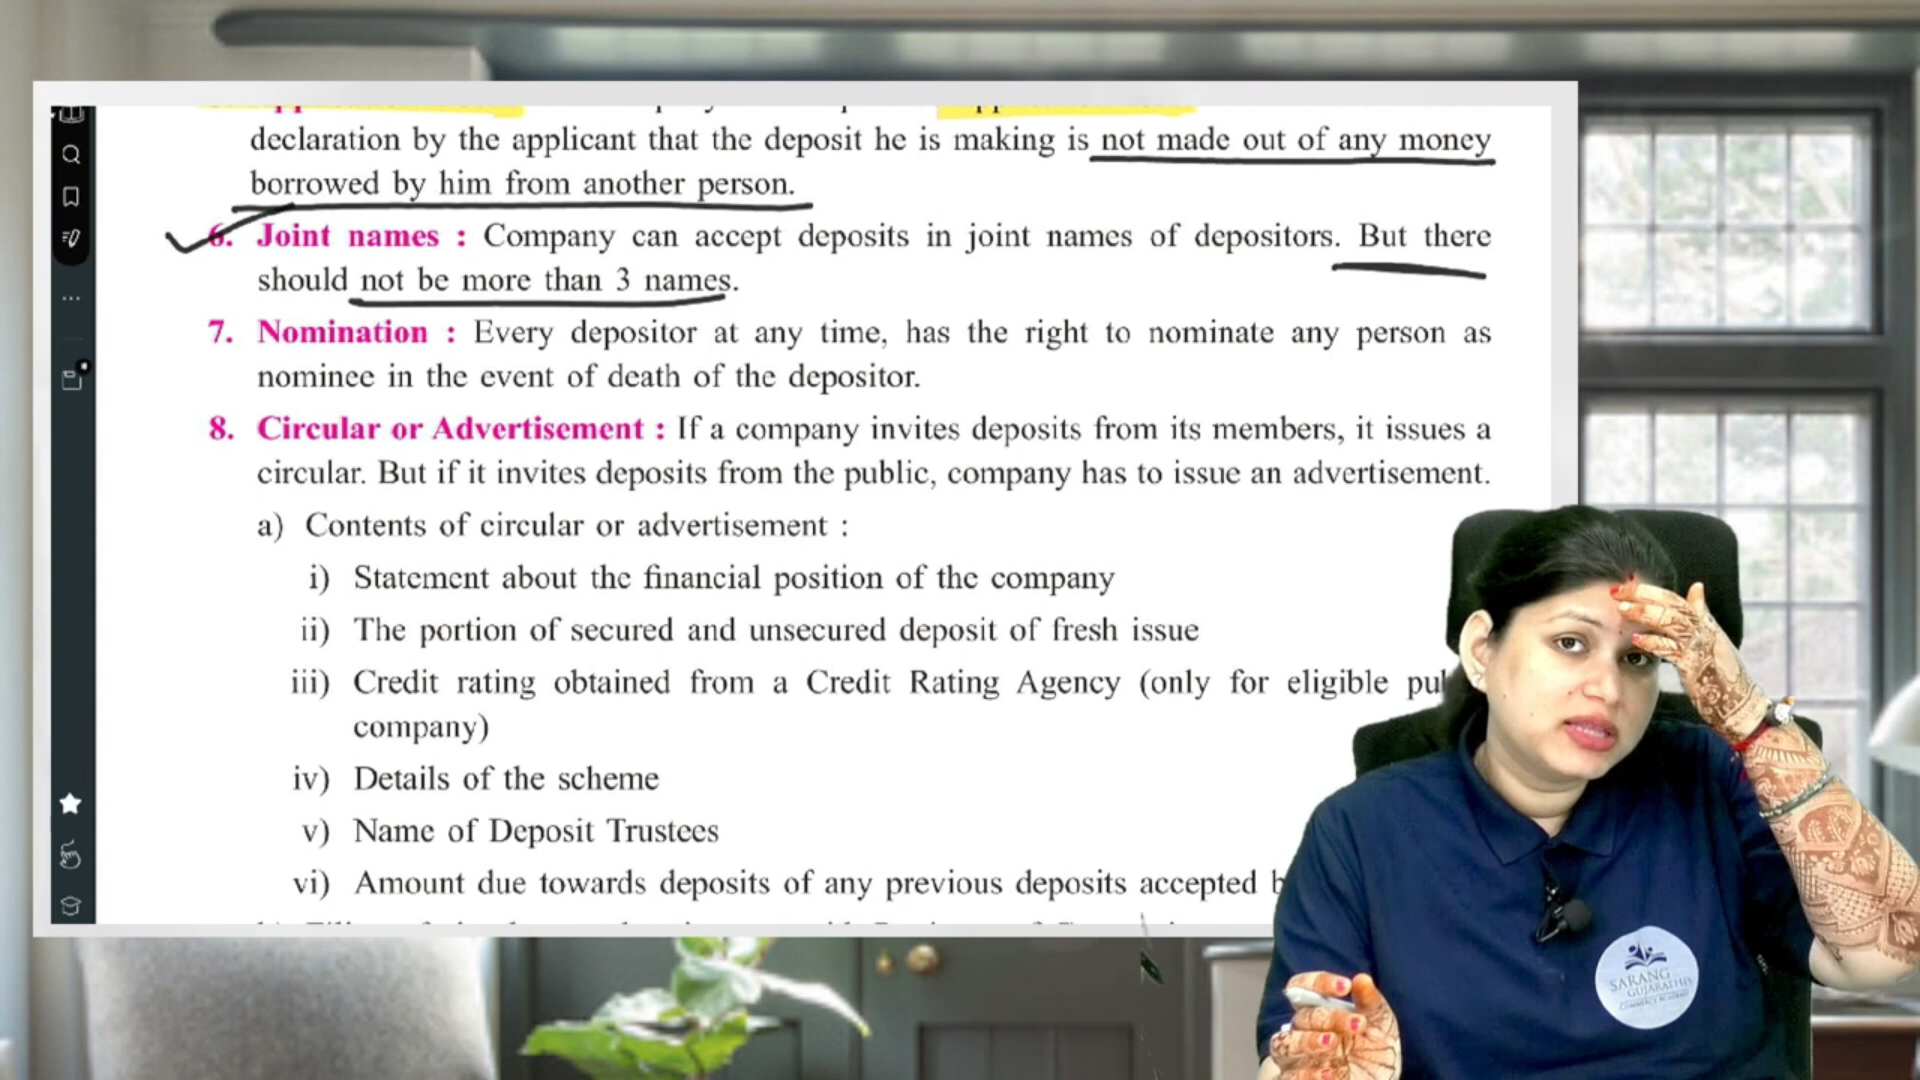 declaration by the applicant that the deposit he is making is not made out of any money
borrowed by him from another person.
6. Joint names : Company can accept deposits in joint names of depositors. But there
should not be more than 3 names.
7. Nomination : Every depositor at any time, has the right to nominate any person as
nominee in the event of death of the depositor.
8. Circular or Advertisement : If a company invites deposits from its members, it issues a
circular. But if it invites deposits from the public, company has to issue an advertisement.
a) Contents of circular or advertisement :
i) Statement about the financial position of the company
ii) The portion of secured and unsecured deposit of fresh issue
iii) Credit rating obtained from a Credit Rating Agency (only for eligible
company)
iv) Details of the scheme
v) Name of Deposit Trustees
vi) Amount due towards deposits of any previous deposits accepted
SARANG
GUJARATHI'S
COMMERCE ACADEMY